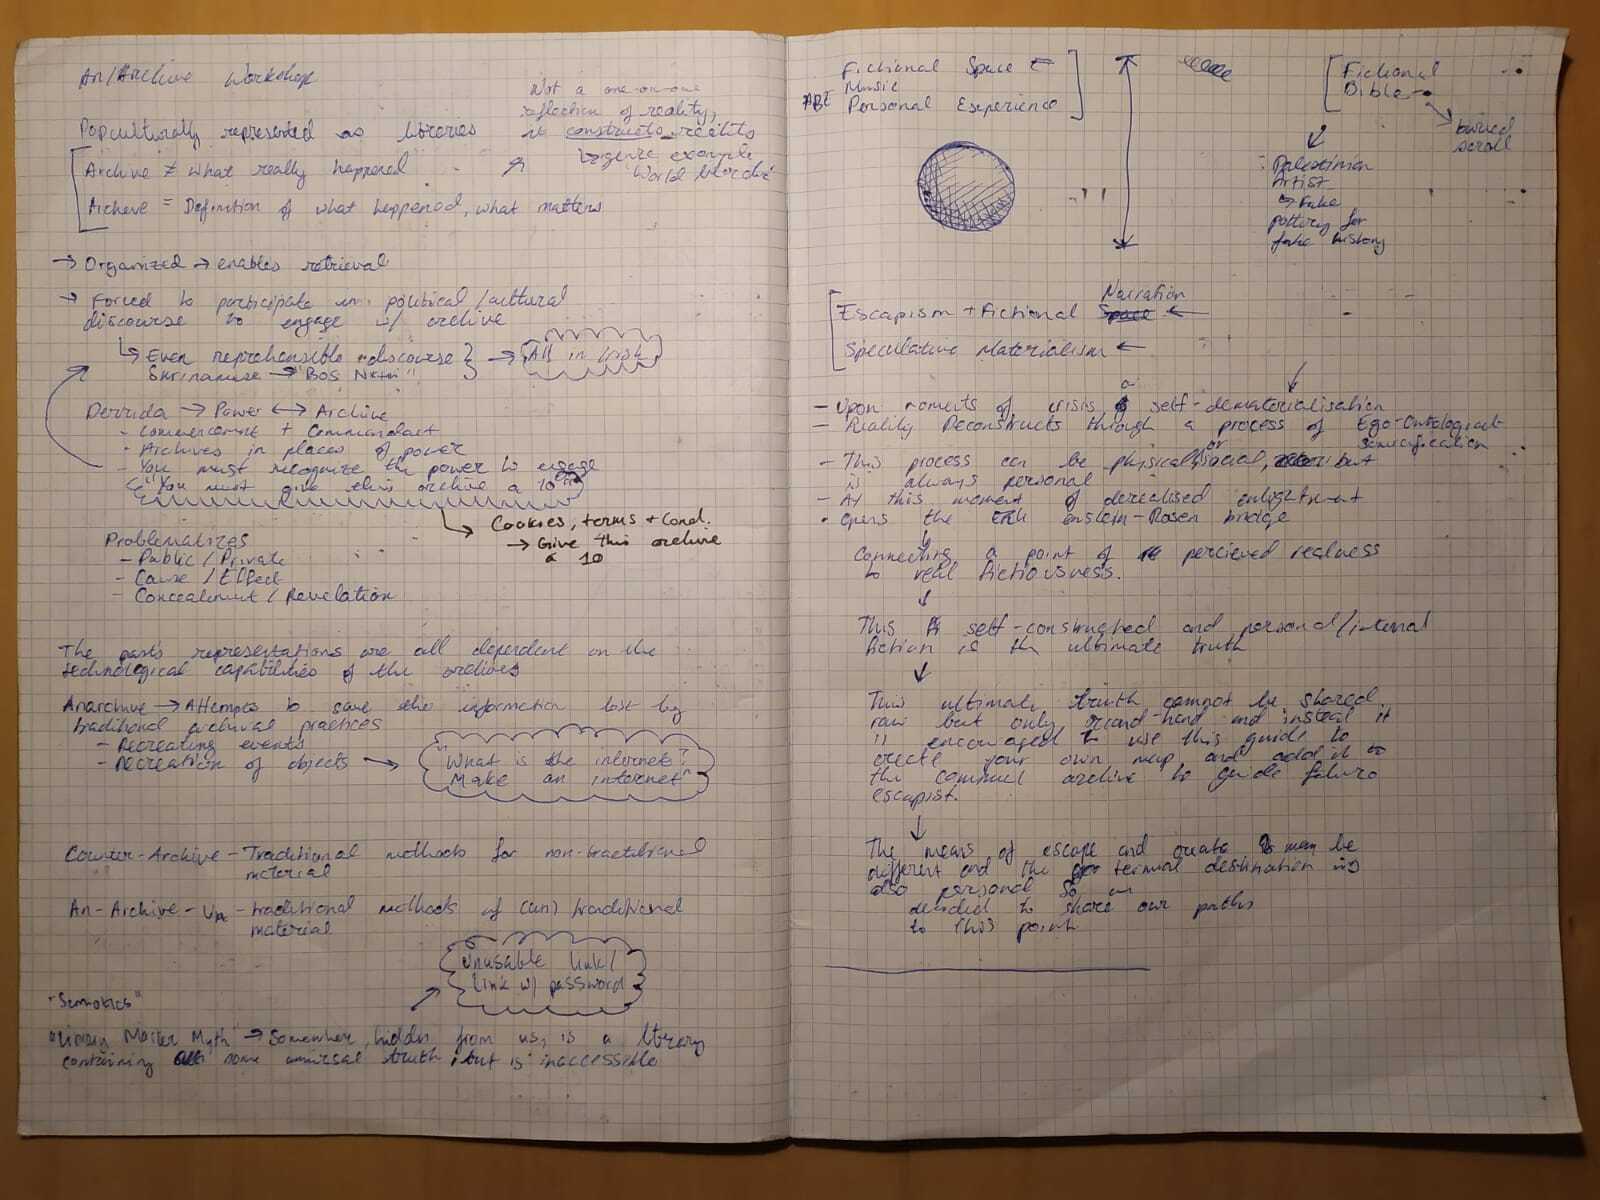 An/Archive Workshop
Not a one-on-one
reflection of reality,
Popculturally represented as libraries it constructs realities
Archive ≠ What really happened
example
World
Archive = Definition of what happened, what matters
→ Organized → enables retrieval
→ Forced to participate in political/cultural
discourse to engage w/ archive
↳ Even reprehensible discourse } → All in Irish
→ "Bos
Derrida → Power ↔ Archive
- Commencement + Commandment
- Archives in places of power
- You must recognize the power to engage
"You must give this archive a 10"
Cookies, terms + Cond.
→ Give this archive
a 10
Problematizes
- Public / Private
- Cause / Effect
- Concealment / Revelation
The past's representations are all dependent on the
technological capabilities of the archives
Anarchive → Attempts to save the information lost by
traditional archival practices
- Recreating events
- Recreation of objects →
"What is the internet?
Make an internet"
Counter-Archive - Traditional methods for non-traditional
material
An-Archive - traditional methods of (un)traditional
material
Unusable link /
link w/ password
"Semiotics"
Master Myth" → Somewhere, hidden from us, is a library
containing some universal truth, but is inaccessible
Fictional Space ←
Music
Personal Experience
Fictional
Bible →
buried
scroll
Palestinian
Artist
↳ Fake
pottery for
fake history
Narration
Escapism + Fictional ←
Speculative Materialism ←
- Upon moments of crisis or self-dematerialisation
- Reality Deconstructs through a process of Ego-Ontological
- This process can be physical, or social, but
is always personal
- At this moment of derealised enlightment
- Opens the Enstein-Rosen bridge
Connecting a point of percieved realness
to real fictiousness.
↓
This self-constructed and personal/internal
fiction is the ultimate truth
↓
This ultimate truth cannot be shared
raw but only second-hand and instead it
is encouraged to use this guide to
create your own map and add it to
the communal archive to guide future
escapist.
↓
The means of escape and create may be
different and the terminal destination is
also personal So
decided to share our paths
to this point